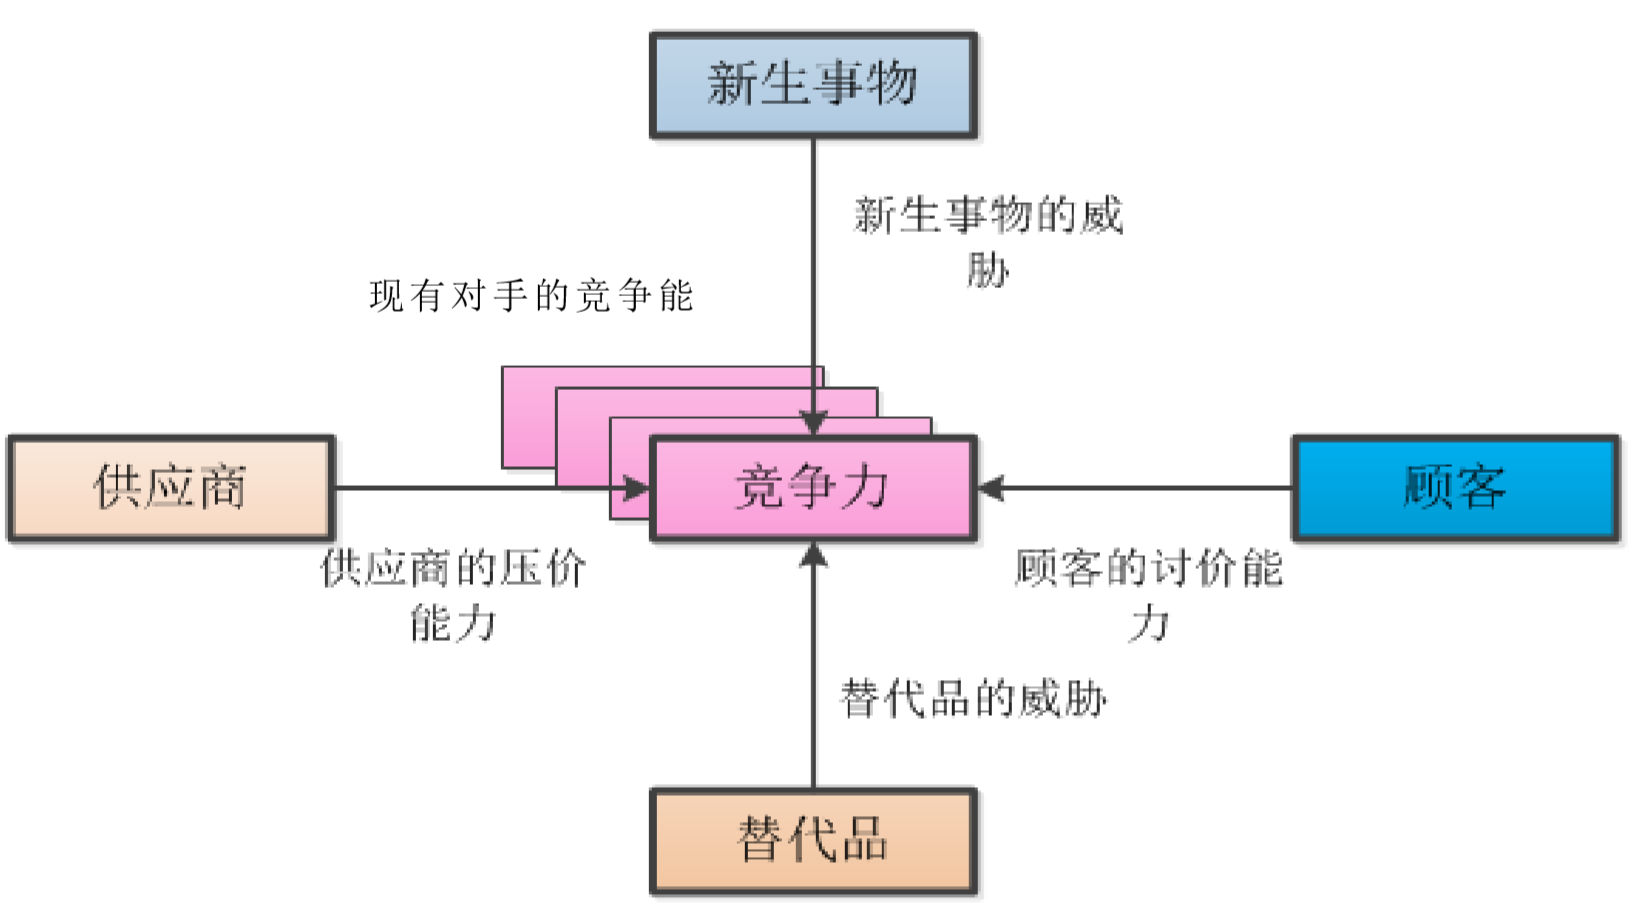 新生事物
新生事物的威
胁
现有对手的竞争能
供应商
竞争力
顾客
供应商的压价
能力
顾客的讨价能
力
替代品的威胁
替代品